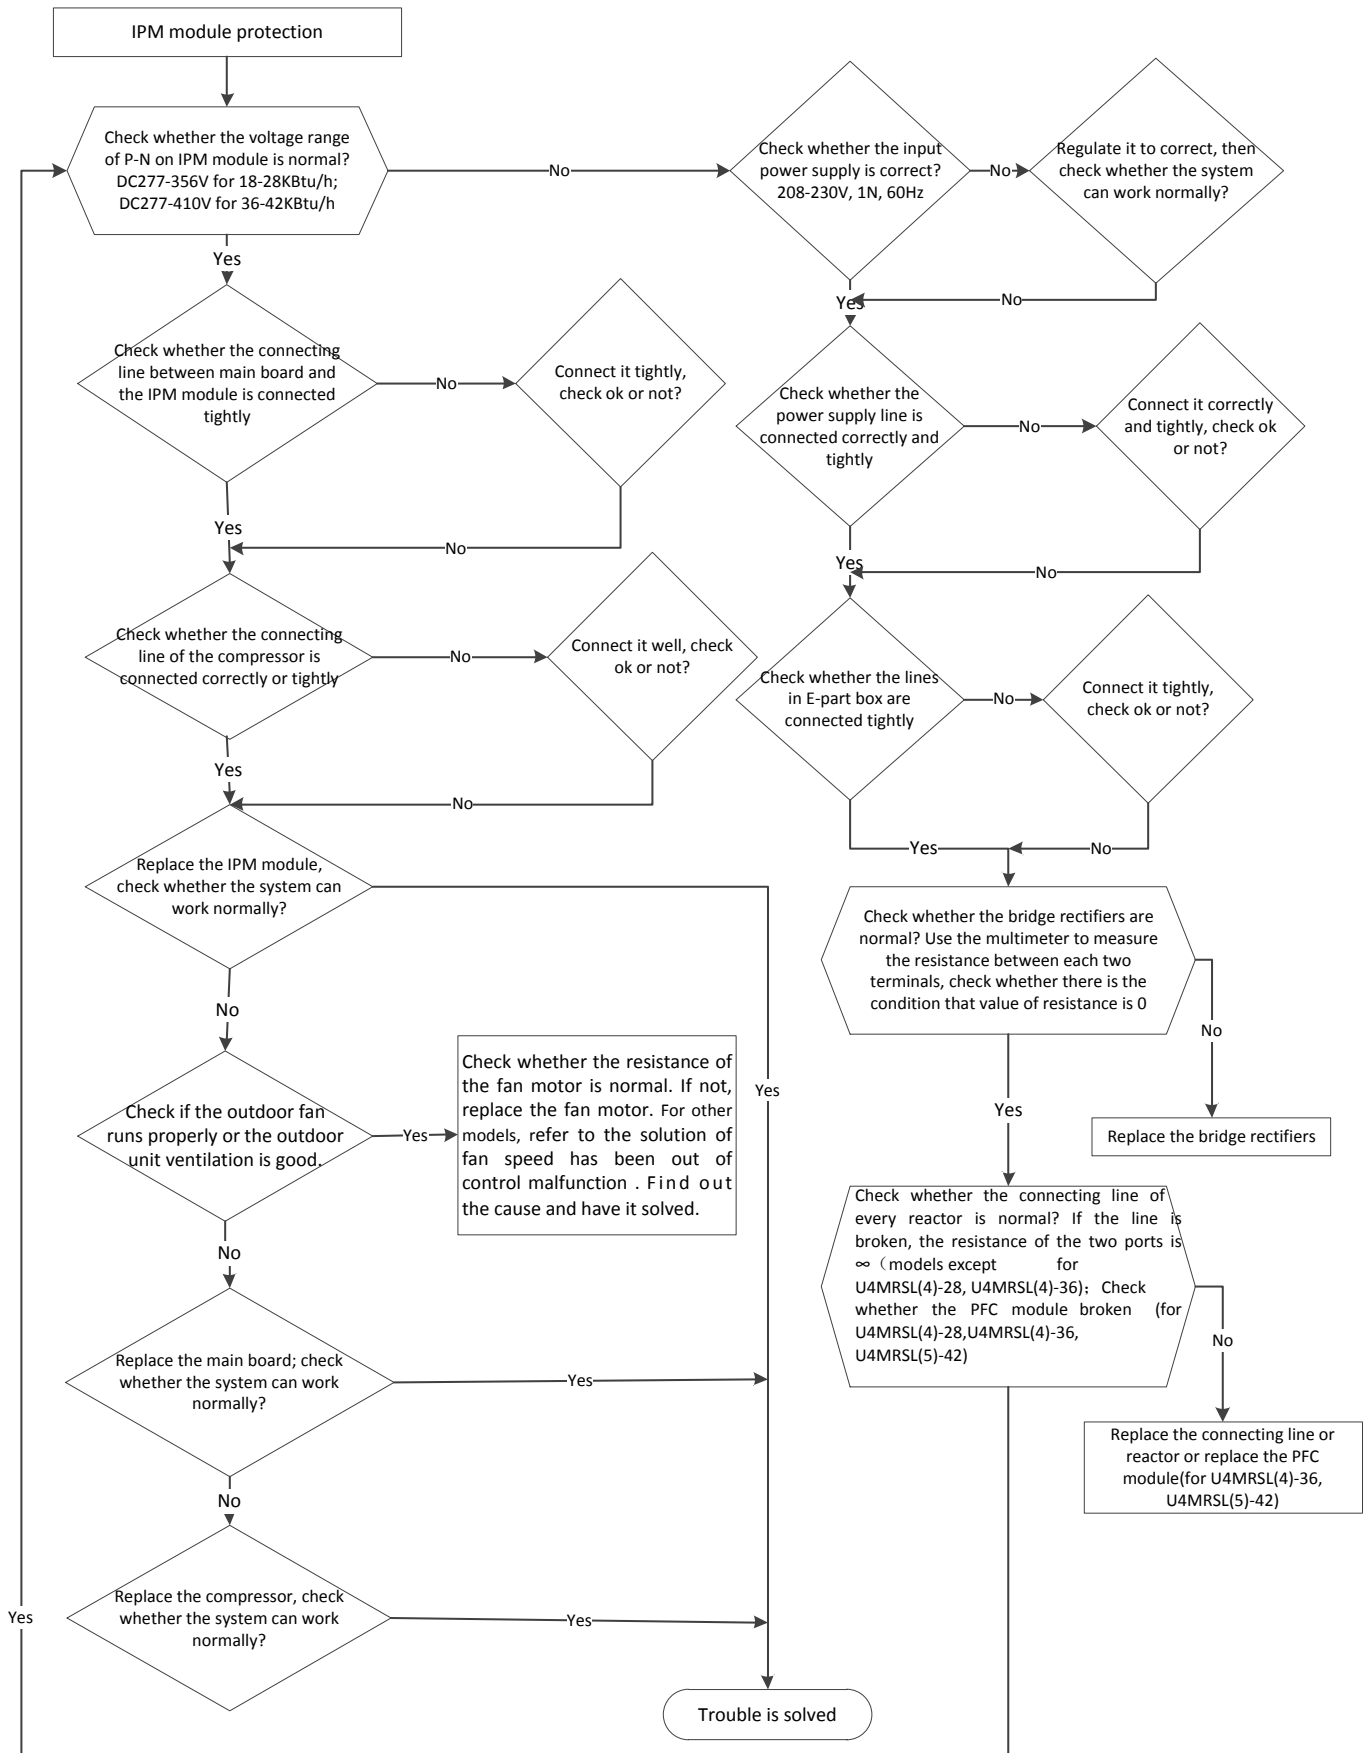 IPM module protection
Check whether the voltage range
of P-N on IPM module is normal?
DC277-356V for 18-28KBtu/h;
DC277-410V for 36-42KBtu/h
No
Check whether the input
power supply is correct?
208-230V, 1N, 60Hz
No
Regulate it to correct, then
check whether the system
can work normally?
Yes
Yes
No
Check whether the connecting
line between main board and
the IPM module is connected
tightly
No
Connect it tightly,
check ok or not?
Check whether the
power supply line is
connected correctly and
tightly
No
Connect it correctly
and tightly, check ok
or not?
Yes
No
Yes
No
Check whether the connecting
line of the compressor is
connected correctly or tightly
No
Connect it well, check
ok or not?
Check whether the lines
in E-part box are
connected tightly
No
Connect it tightly,
check ok or not?
Yes
No
Yes
No
Replace the IPM module,
check whether the system can
work normally?
Check whether the bridge rectifiers are
normal? Use the multimeter to measure
the resistance between each two
terminals, check whether there is the
condition that value of resistance is 0
No
No
Yes
Yes
Check if the outdoor fan
runs properly or the outdoor
unit ventilation is good.
Yes
Check whether the resistance of
the fan motor is normal. If not,
replace the fan motor. For other
models, refer to the solution of
fan speed has been out of
control malfunction . Find out
the cause and have it solved.
Replace the bridge rectifiers
No
Check whether the connecting line of
every reactor is normal? If the line is
broken, the resistance of the two ports is
∞（models except for
U4MRSL(4)-28, U4MRSL(4)-36)；Check
whether the PFC module broken (for
U4MRSL(4)-28,U4MRSL(4)-36,
U4MRSL(5)-42)
No
Replace the main board; check
whether the system can work
normally?
Yes
Replace the connecting line or
reactor or replace the PFC
module(for U4MRSL(4)-36,
U4MRSL(5)-42)
No
Replace the compressor, check
whether the system can work
normally?
Yes
Yes
Trouble is solved